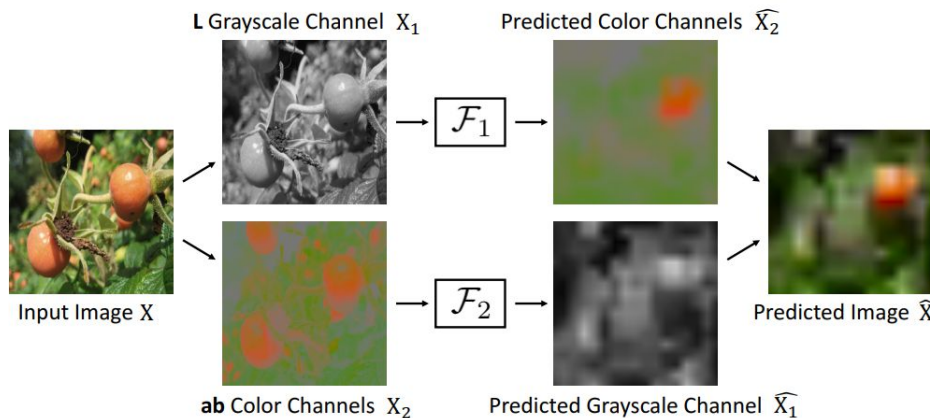 L Grayscale Channel X₁
Predicted Color Channels X̂₂
ℱ₁
Input Image X
ℱ₂
Predicted Image X̂
ab Color Channels X₂
Predicted Grayscale Channel X̂₁